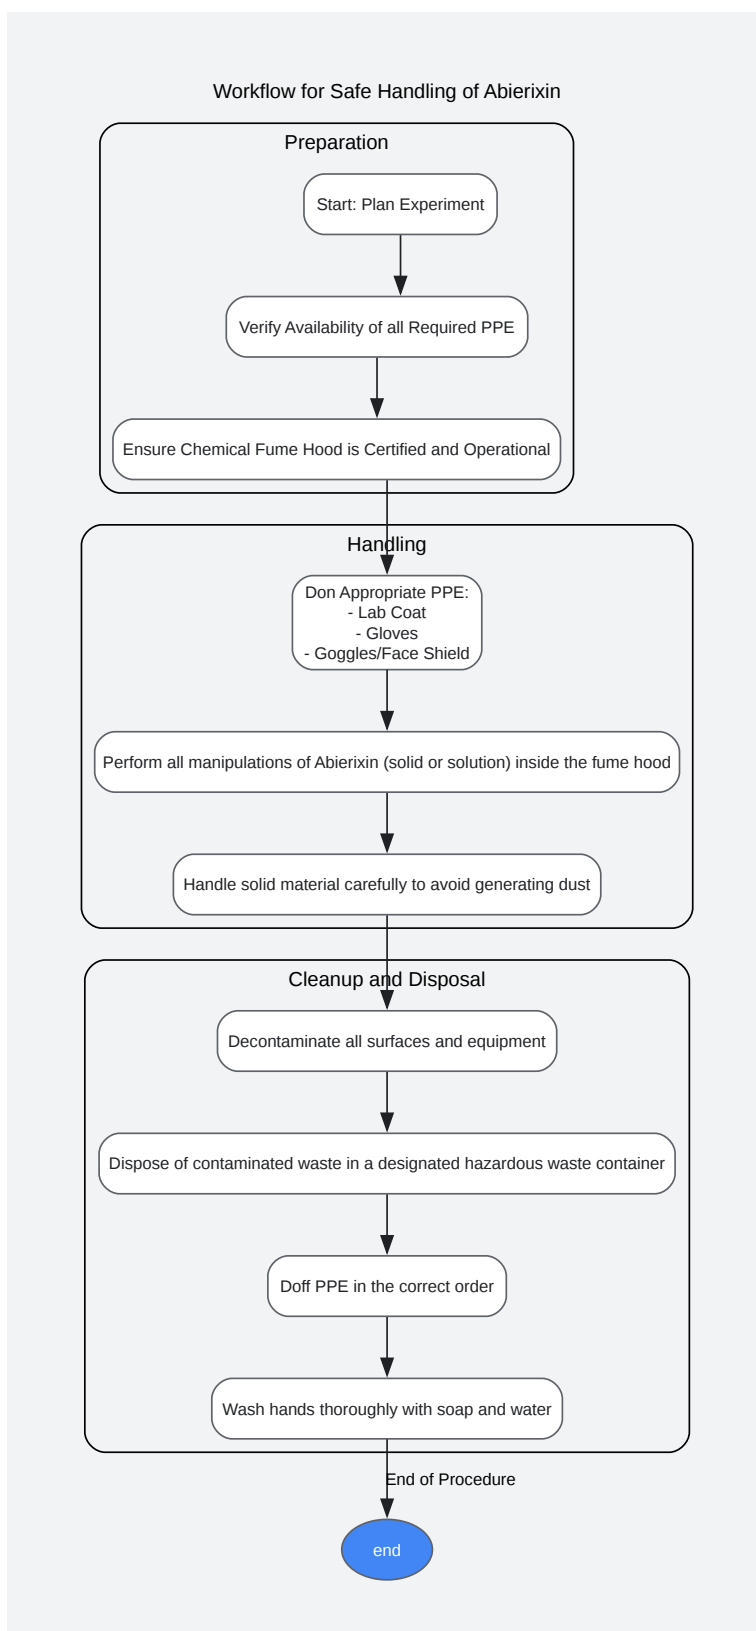 Workflow for Safe Handling of Abierixin
Preparation
Start: Plan Experiment
Verify Availability of all Required PPE
Ensure Chemical Fume Hood is Certified and Operational
Handling
Don Appropriate PPE:
- Lab Coat
- Gloves
- Goggles/Face Shield
Perform all manipulations of Abierixin (solid or solution) inside the fume hood
Handle solid material carefully to avoid generating dust
Cleanup and Disposal
Decontaminate all surfaces and equipment
Dispose of contaminated waste in a designated hazardous waste container
Doff PPE in the correct order
Wash hands thoroughly with soap and water
End of Procedure
end